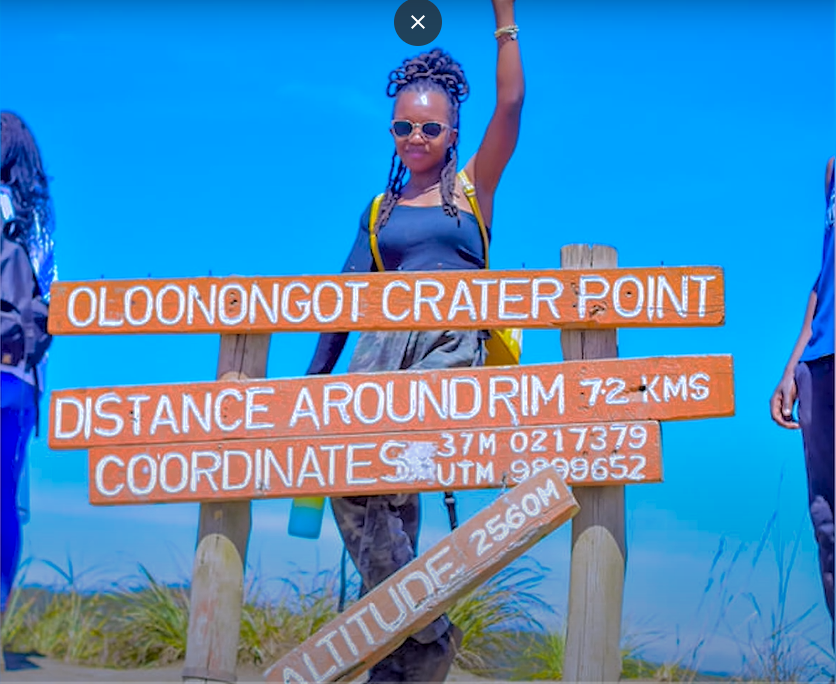 OLOONONGOT CRATER POINT
DISTANCE AROUND RIM 7.2 KMS
COORDINATES 37M 0217379
UTM 9899652
ALTITUDE 2560M